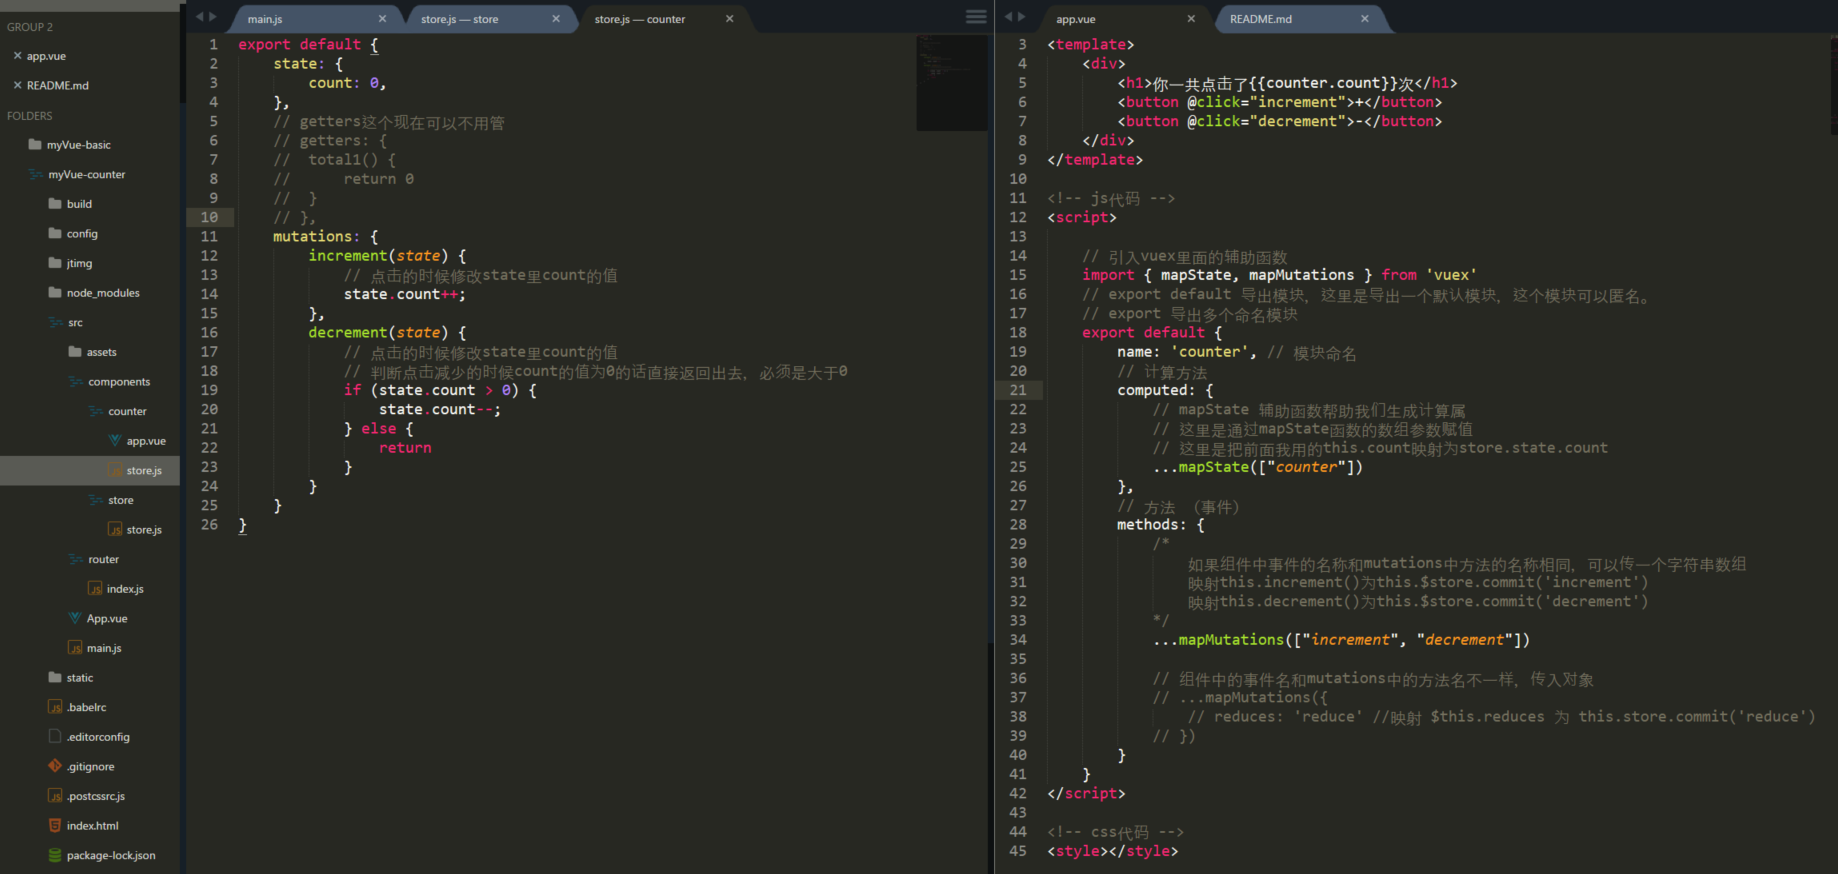 GROUP 2
app.vue
README.md
FOLDERS
myVue-basic
myVue-counter
build
config
jtimg
node_modules
src
assets
components
counter
app.vue
store.js
store
store.js
router
index.js
App.vue
main.js
static
.babelrc
.editorconfig
.gitignore
.postcssrc.js
index.html
package-lock.json
main.js
store.js — store
store.js — counter
1 export default {
2 state: {
3 count: 0,
4 },
5 // getters这个现在可以不用管
6 // getters: {
7 // total1() {
8 // return 0
9 // }
10 // },
11 mutations: {
12 increment(state) {
13 // 点击的时候修改state里count的值
14 state.count++;
15 },
16 decrement(state) {
17 // 点击的时候修改state里count的值
18 // 判断点击减少的时候count的值为0的话直接返回出去, 必须是大于0
19 if (state.count > 0) {
20 state.count--;
21 } else {
22 return
23 }
24 }
25 }
26 }
app.vue
README.md
3 <template>
4 <div>
5 <h1>你一共点击了{{counter.count}}次</h1>
6 <button @click="increment">+</button>
7 <button @click="decrement">-</button>
8 </div>
9 </template>
10
11 <!-- js代码 -->
12 <script>
13
14 // 引入vuex里面的辅助函数
15 import { mapState, mapMutations } from 'vuex'
16 // export default 导出模块, 这里是导出一个默认模块, 这个模块可以匿名。
17 // export 导出多个命名模块
18 export default {
19 name: 'counter', // 模块命名
20 // 计算方法
21 computed: {
22 // mapState 辅助函数帮助我们生成计算属
23 // 这里是通过mapState函数的数组参数赋值
24 // 这里是把前面我用的this.count映射为store.state.count
25 ...mapState(["counter"])
26 },
27 // 方法 （事件）
28 methods: {
29 /*
30 如果组件中事件的名称和mutations中方法的名称相同, 可以传一个字符串数组
31 映射this.increment()为this.$store.commit('increment')
32 映射this.decrement()为this.$store.commit('decrement')
33 */
34 ...mapMutations(["increment", "decrement"])
35
36 // 组件中的事件名和mutations中的方法名不一样, 传入对象
37 // ...mapMutations({
38 // reduces: 'reduce' //映射 $this.reduces 为 this.store.commit('reduce')
39 // })
40 }
41 }
42 </script>
43
44 <!-- css代码 -->
45 <style></style>